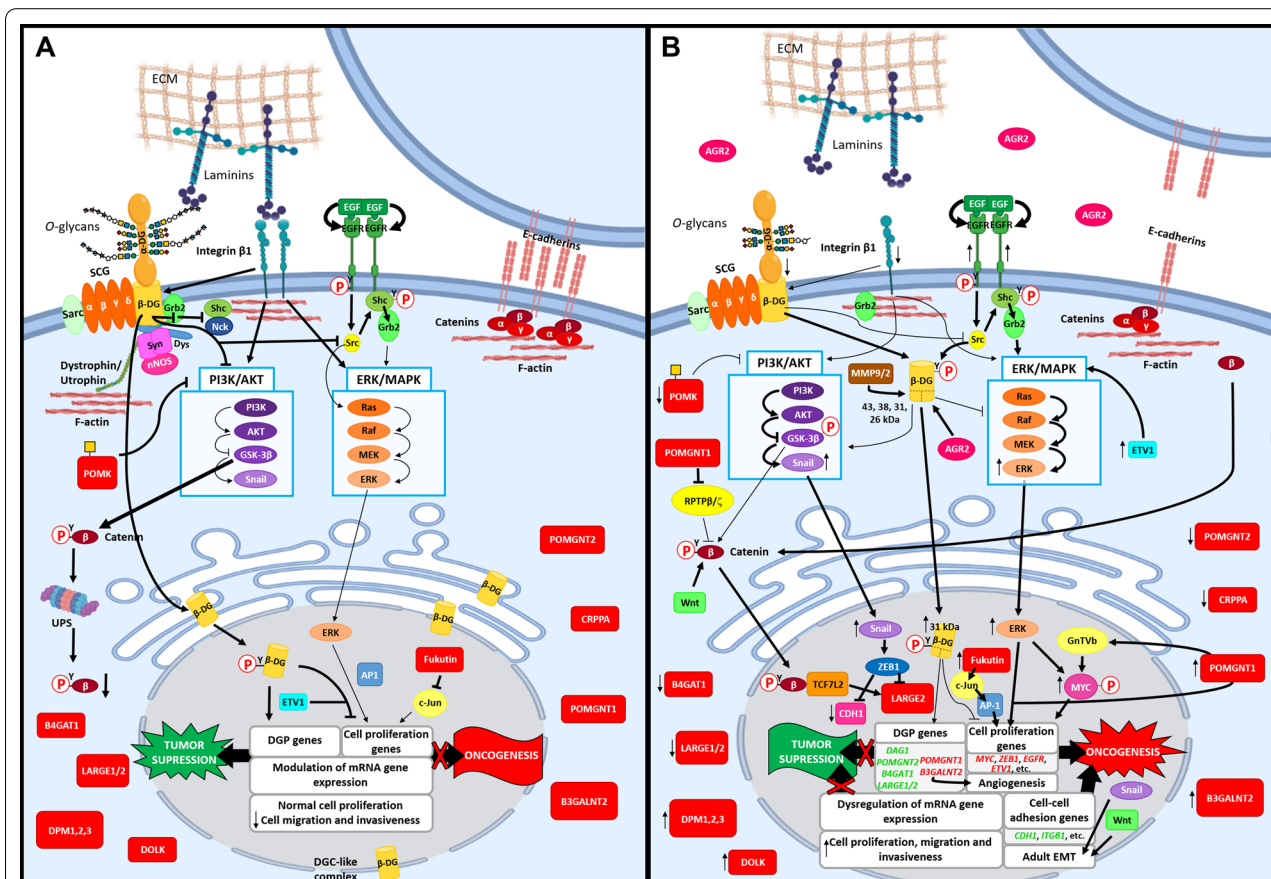 A
ECM
Laminins
O-glycans
α-DG
SCG
Sarc
α β γ δ
β-DG
Grb2
Shc
Nck
Syn
nNOS
Dys
Dystrophin/
Utrophin
F-actin
Integrin β1
EGF EGF
EGFR EGFR
Y
P
Shc
Y
P
Grb2
Src
E-cadherins
Catenins
α β γ
α β γ
F-actin
PI3K/AKT
PI3K
AKT
GSK-3β
Snail
ERK/MAPK
Ras
Raf
MEK
ERK
POMK
P Y β
Catenin
UPS
P β
β-DG
β-DG
β-DG
P Y β-DG
ETV1
ERK
AP1
Fukutin
c-Jun
POMGNT2
CRPPA
POMGNT1
B3GALNT2
B4GAT1
LARGE1/2
DPM1,2,3
DOLK
TUMOR
SUPRESSION
DGP genes
Cell proliferation
genes
ONCOGENESIS
Modulation of mRNA gene
expression
Normal cell proliferation
Cell migration and invasiveness
DGC-like
complex
β-DG
B
ECM
Laminins
AGR2
AGR2
AGR2
O-glycans
α-DG
SCG
Sarc
α β γ δ
β-DG
Integrin β1
Grb2
EGF EGF
EGFR EGFR
Y
P
Shc
Y
P
Grb2
Src
E-cadherins
Catenins
α β γ
F-actin
β
POMK
PI3K/AKT
PI3K
AKT
GSK-3β
P
Snail
MMP9/2
Y
P
β-DG
43, 38, 31,
26 kDa
AGR2
ERK/MAPK
Ras
Raf
MEK
ERK
ETV1
POMGNT1
RPTPβ/ζ
P Y β
Catenin
Wnt
POMGNT2
CRPPA
POMGNT1
B3GALNT2
B4GAT1
LARGE1/2
DPM1,2,3
DOLK
Snail
ZEB1
P Y β
TCF7L2
LARGE2
CDH1
31 kDa
P Y β-DG
Fukutin
c-Jun
AP-1
ERK
GnTVb
MYC
P
TUMOR
SUPRESSION
DGP genes
DAG1
POMGNT2
B4GAT1
LARGE1/2
POMGNT1
B3GALNT2
Cell proliferation
genes
MYC, ZEB1, EGFR,
ETV1, etc.
Angiogenesis
ONCOGENESIS
Dysregulation of mRNA gene
expression
Cell proliferation, migration and
invasiveness
Cell-cell
adhesion genes
CDH1, ITGB1, etc.
Adult EMT
Snail
Wnt